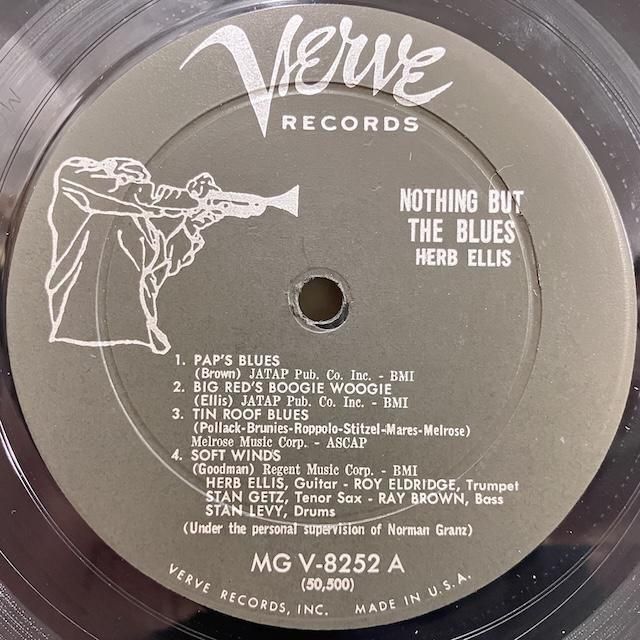 Verve
RECORDS
NOTHING BUT
THE BLUES
HERB ELLIS
1. PAP'S BLUES
(Brown) JATAP Pub. Co. Inc. - BMI
2. BIG RED'S BOOGIE WOOGIE
(Ellis) JATAP Pub. Co. Inc. - BMI
3. TIN ROOF BLUES
(Pollack-Brunies-Roppolo-Stitzel-Mares-Melrose)
Melrose Music Corp. - ASCAP
4. SOFT WINDS
(Goodman) Regent Music Corp. - BMI
HERB ELLIS, Guitar - ROY ELDRIDGE, Trumpet
STAN GETZ, Tenor Sax - RAY BROWN, Bass
STAN LEVY, Drums
(Under the personal supervision of Norman Granz)
MG V-8252 A
(50,500)
VERVE RECORDS, INC. MADE IN U.S.A.